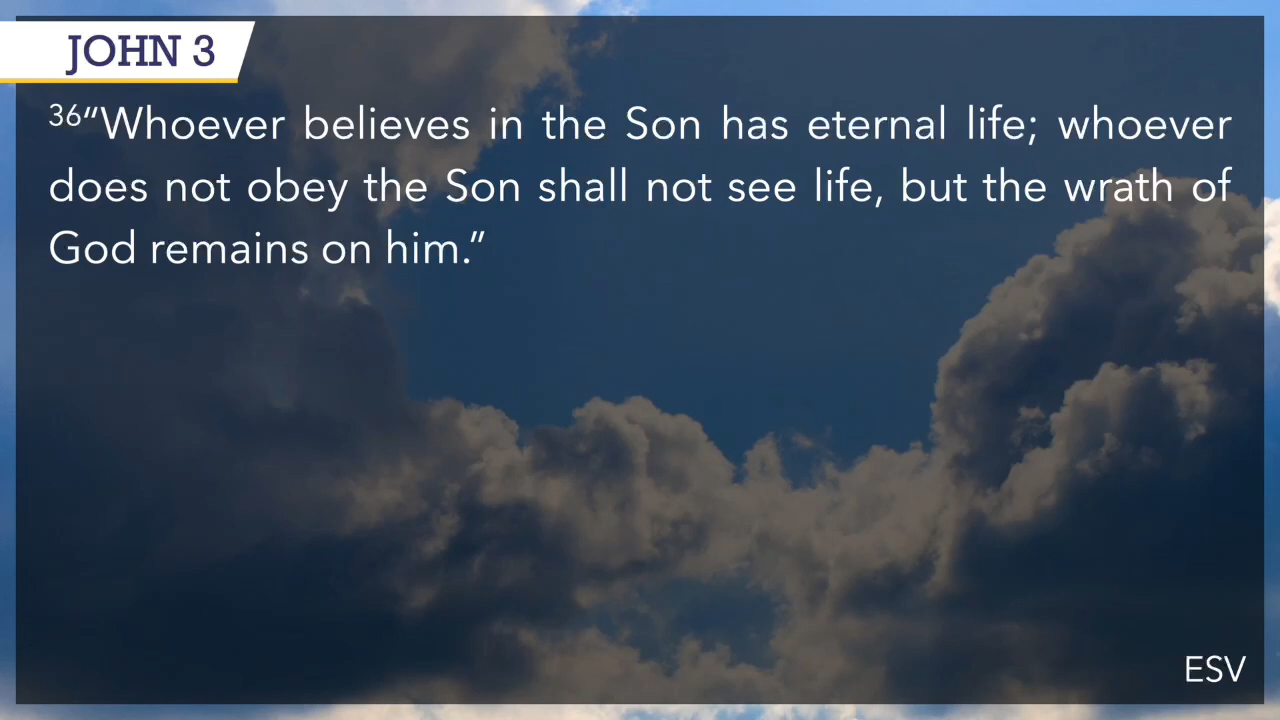 JOHN 3
36“Whoever believes in the Son has eternal life; whoever
does not obey the Son shall not see life, but the wrath of
God remains on him.”
ESV